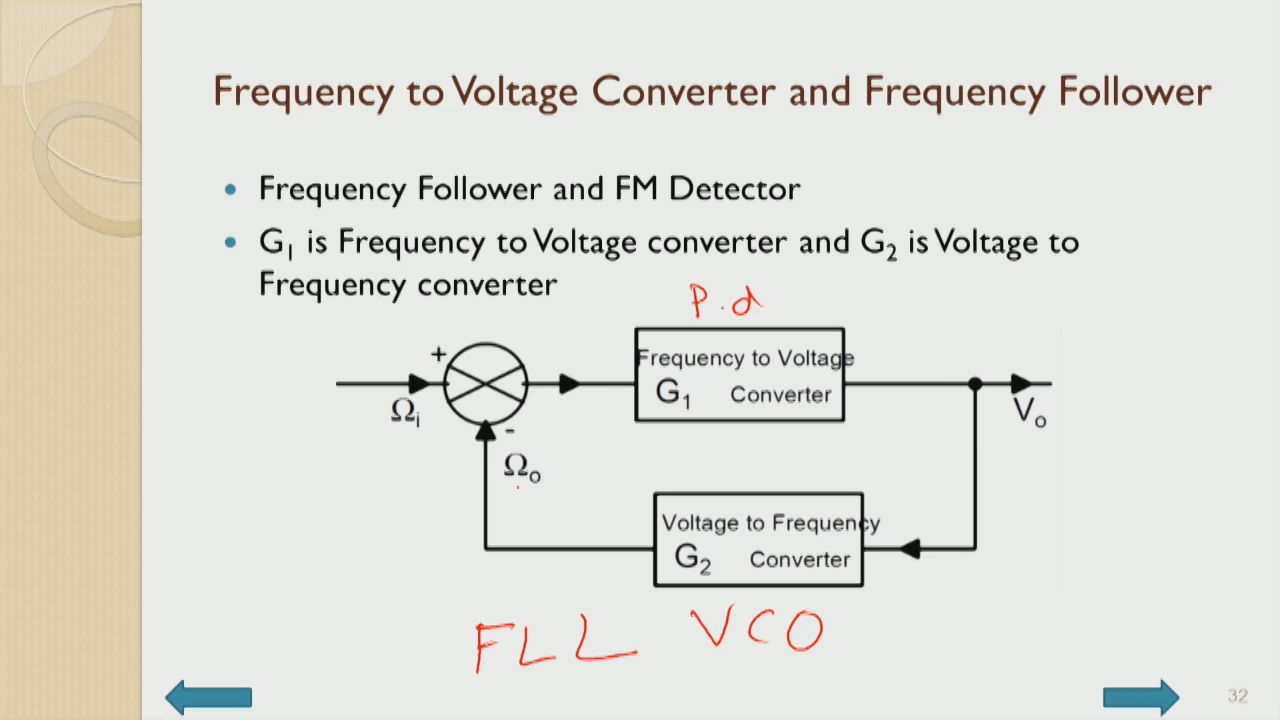 Frequency to Voltage Converter and Frequency Follower
Frequency Follower and FM Detector
G₁ is Frequency to Voltage converter and G₂ is Voltage to
Frequency converter
P.d
+
Frequency to Voltage
G₁ Converter
Ωᵢ
Vₒ
-
Ωₒ
Voltage to Frequency
G₂ Converter
FLL VCO
32